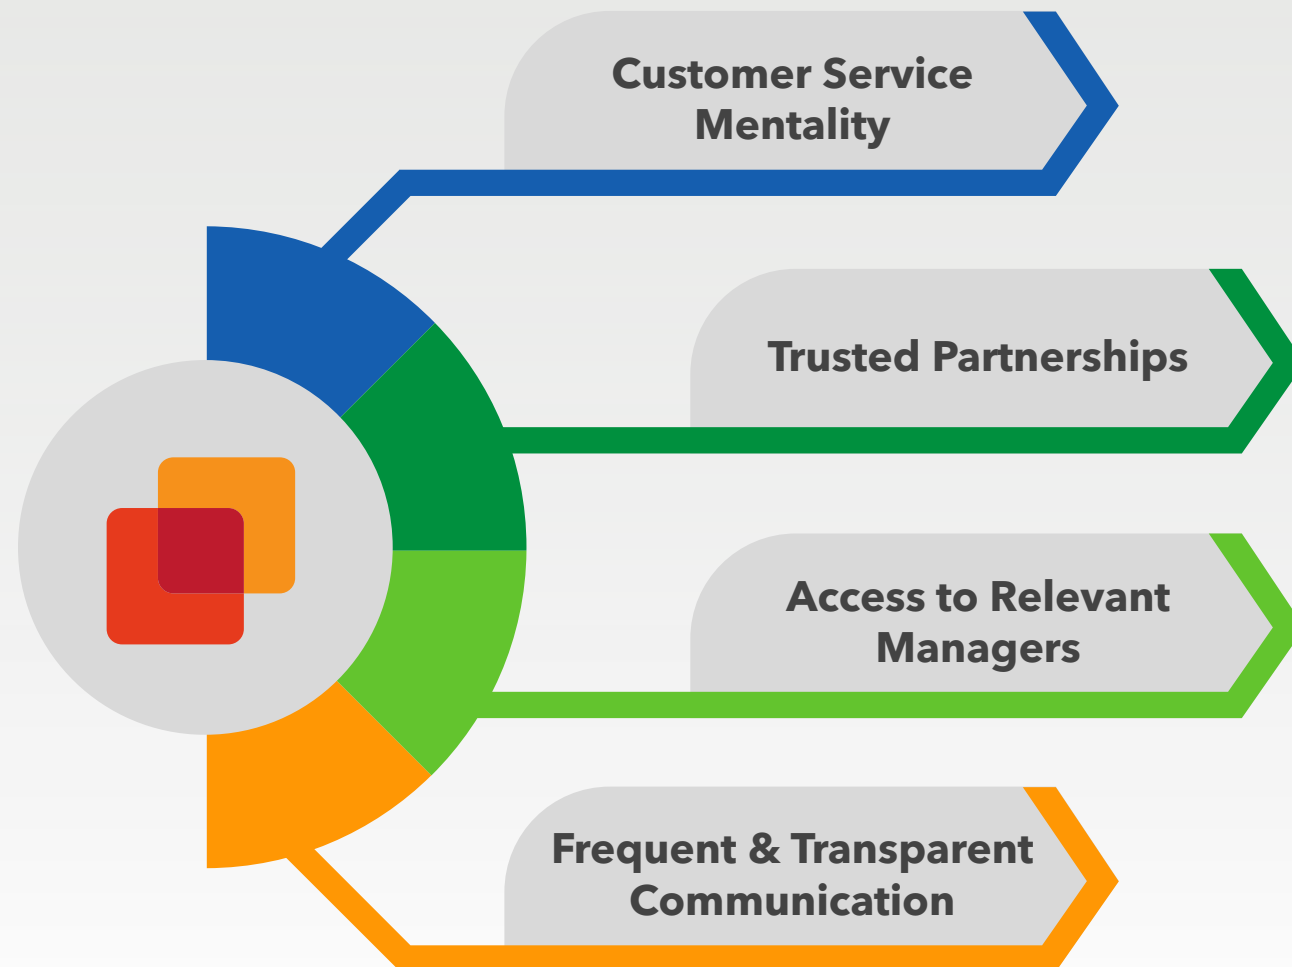 Customer Service
Mentality
Trusted Partnerships
Access to Relevant
Managers
Frequent & Transparent
Communication